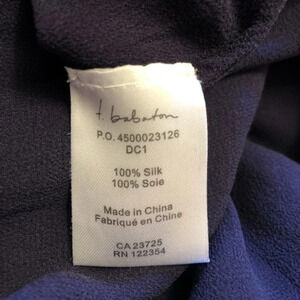 t. babaton
P.O. 4500023126
DC1
100% Silk
100% Soie
Made in China
Fabriqué en Chine
CA 23725
RN 122354